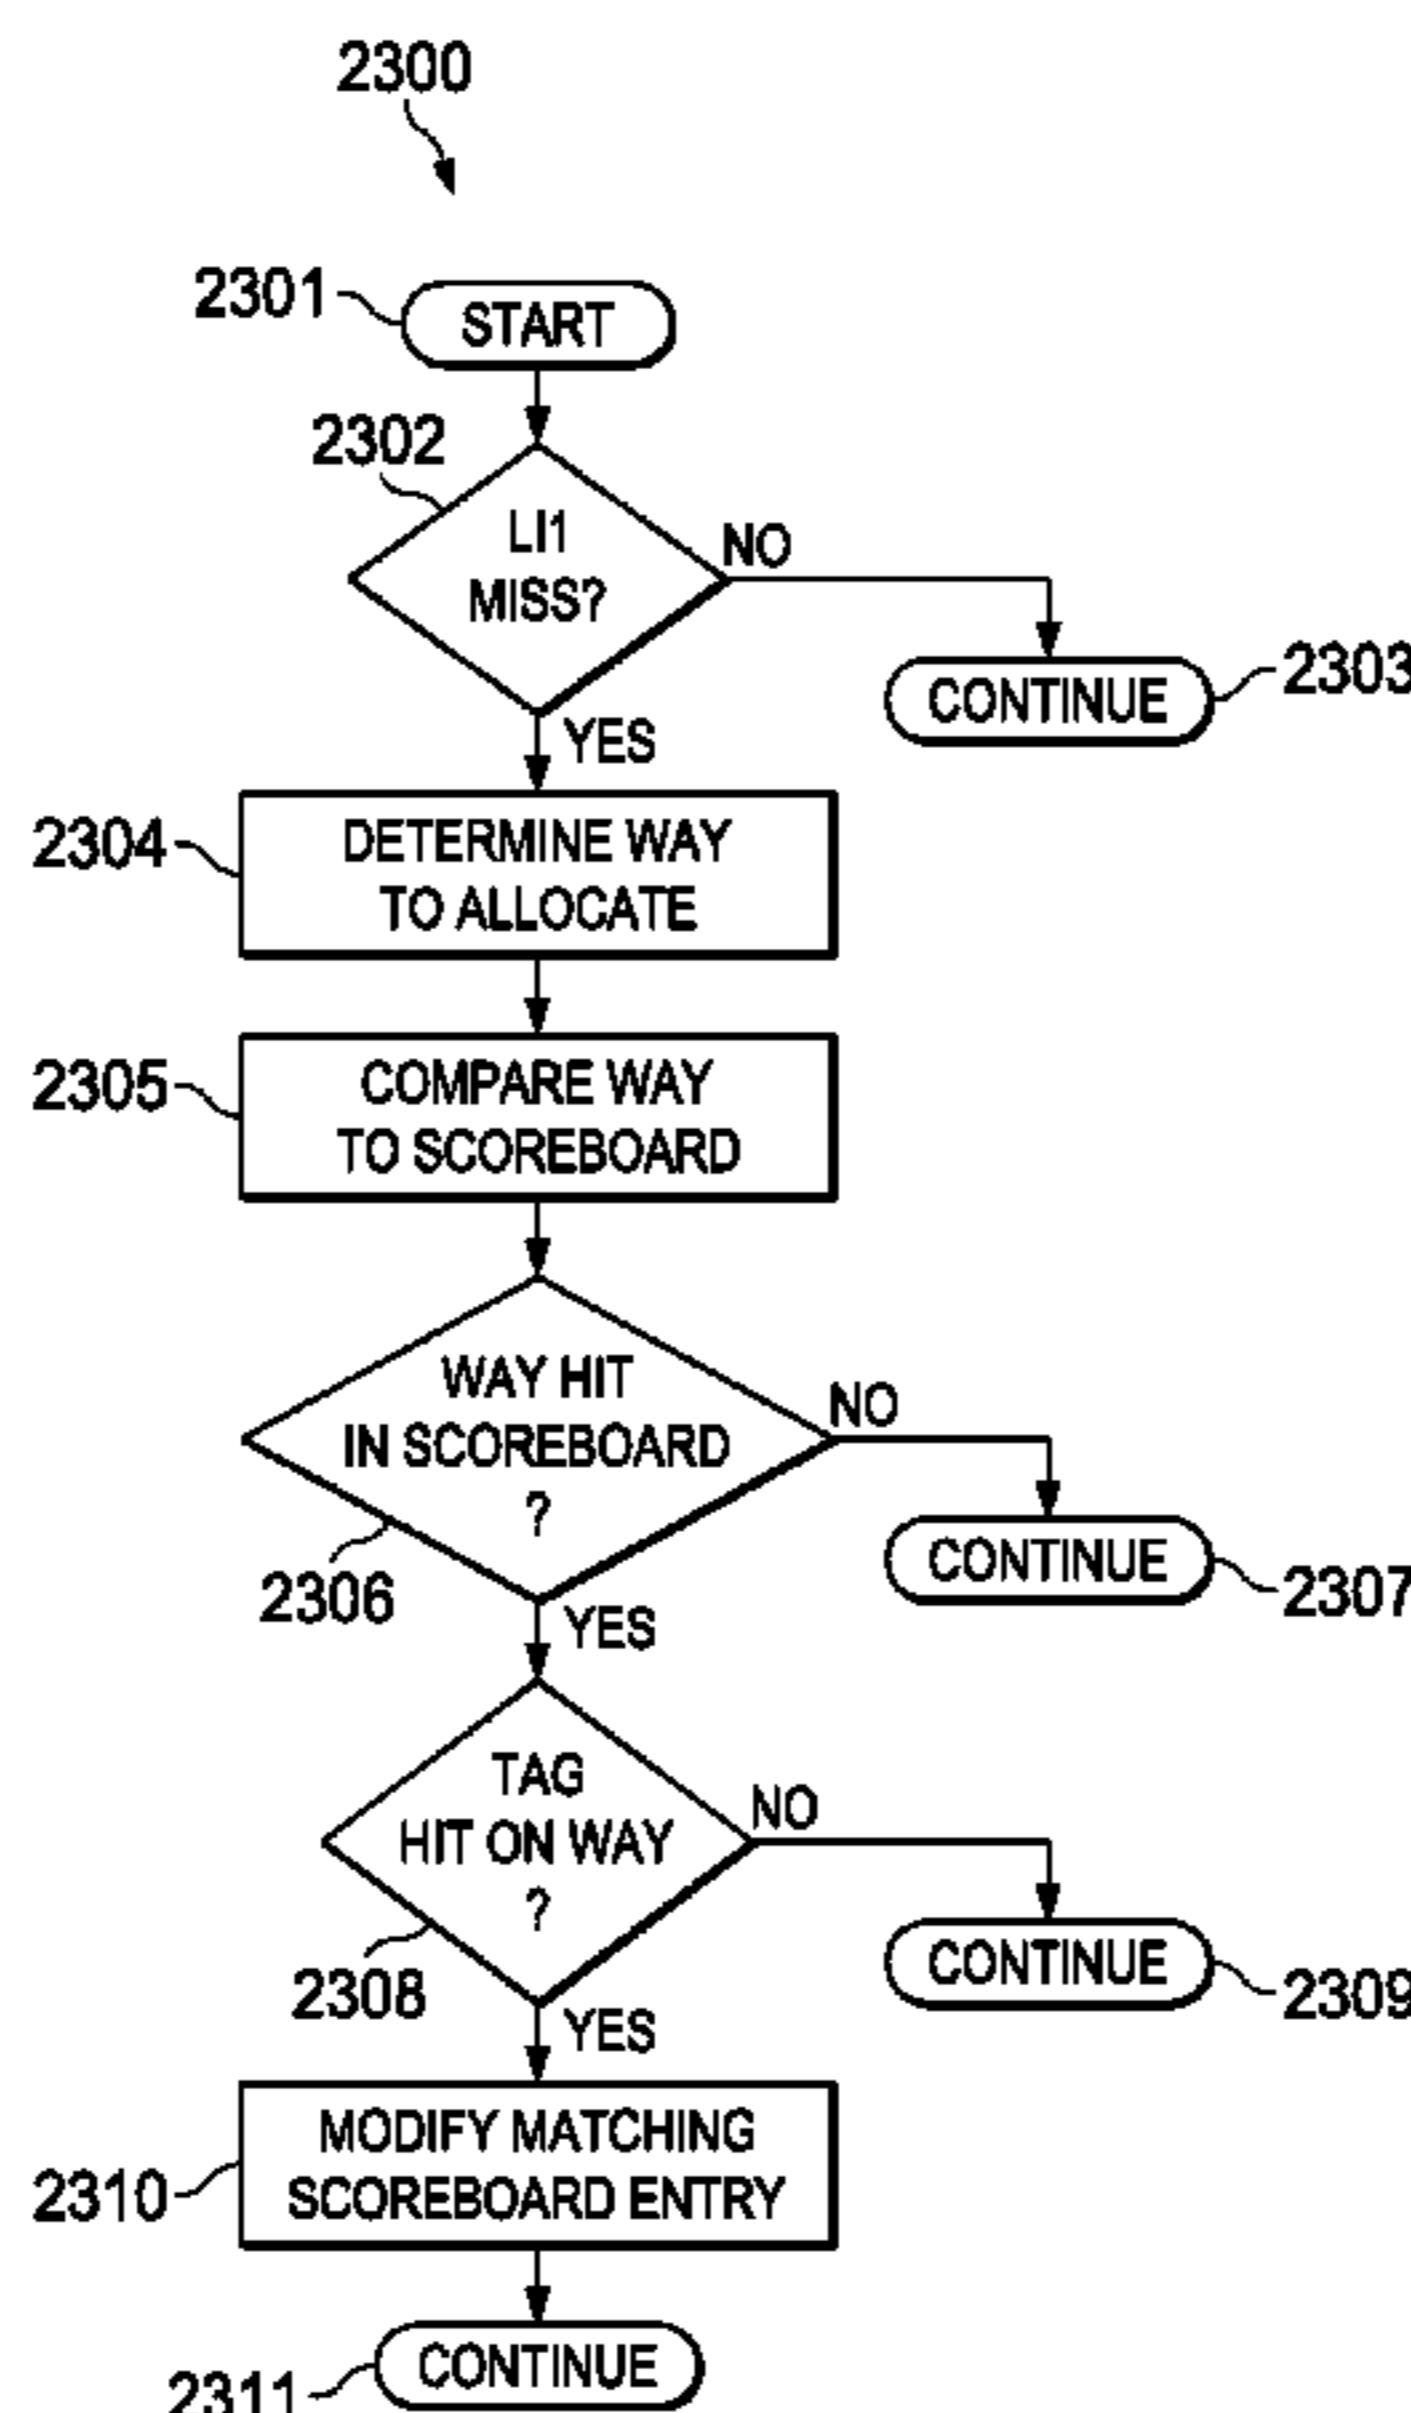 2300
2301
START
2302
LI1
MISS?
NO
2303
CONTINUE
YES
2304
DETERMINE WAY
TO ALLOCATE
2305
COMPARE WAY
TO SCOREBOARD
WAY HIT
IN SCOREBOARD
?
NO
2306
CONTINUE
2307
YES
TAG
HIT ON WAY
?
NO
2308
CONTINUE
2309
YES
2310
MODIFY MATCHING
SCOREBOARD ENTRY
CONTINUE
2311